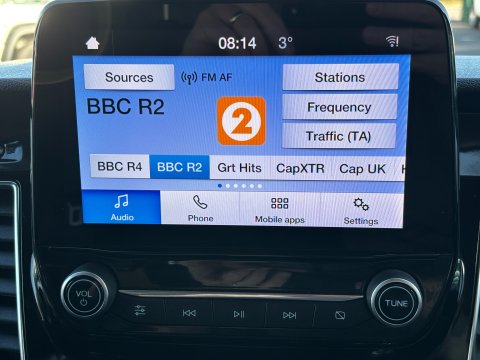 08:14 3°
Sources FM AF Stations
BBC R2
2
Frequency
Traffic (TA)
BBC R4 BBC R2 Grt Hits CapXTR Cap UK
Audio Phone Mobile apps Settings
VOL TUNE